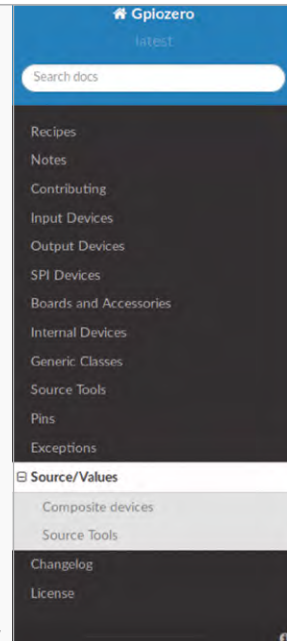 Gpiozero
latest
Search docs
Recipes
Notes
Contributing
Input Devices
Output Devices
SPI Devices
Boards and Accessories
Internal Devices
Generic Classes
Source Tools
Pins
Exceptions
Source/Values
Composite devices
Source Tools
Changelog
License